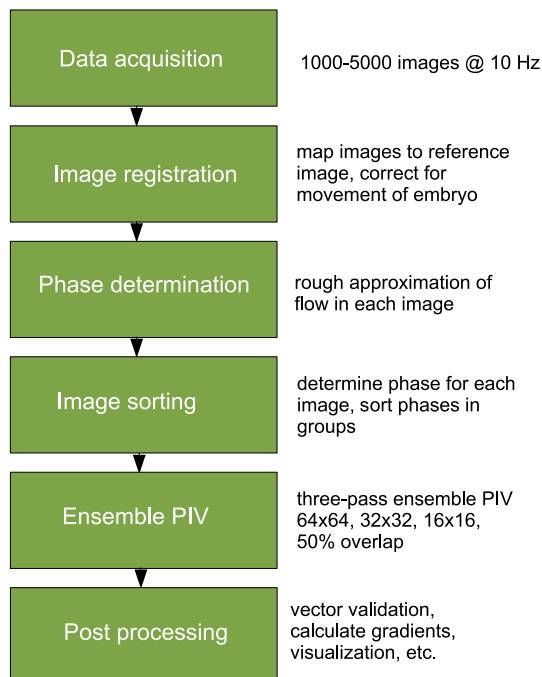 Data acquisition
1000-5000 images @ 10 Hz
Image registration
map images to reference
image, correct for
movement of embryo
Phase determination
rough approximation of
flow in each image
Image sorting
determine phase for each
image, sort phases in
groups
Ensemble PIV
three-pass ensemble PIV
64x64, 32x32, 16x16,
50% overlap
Post processing
vector validation,
calculate gradients,
visualization, etc.